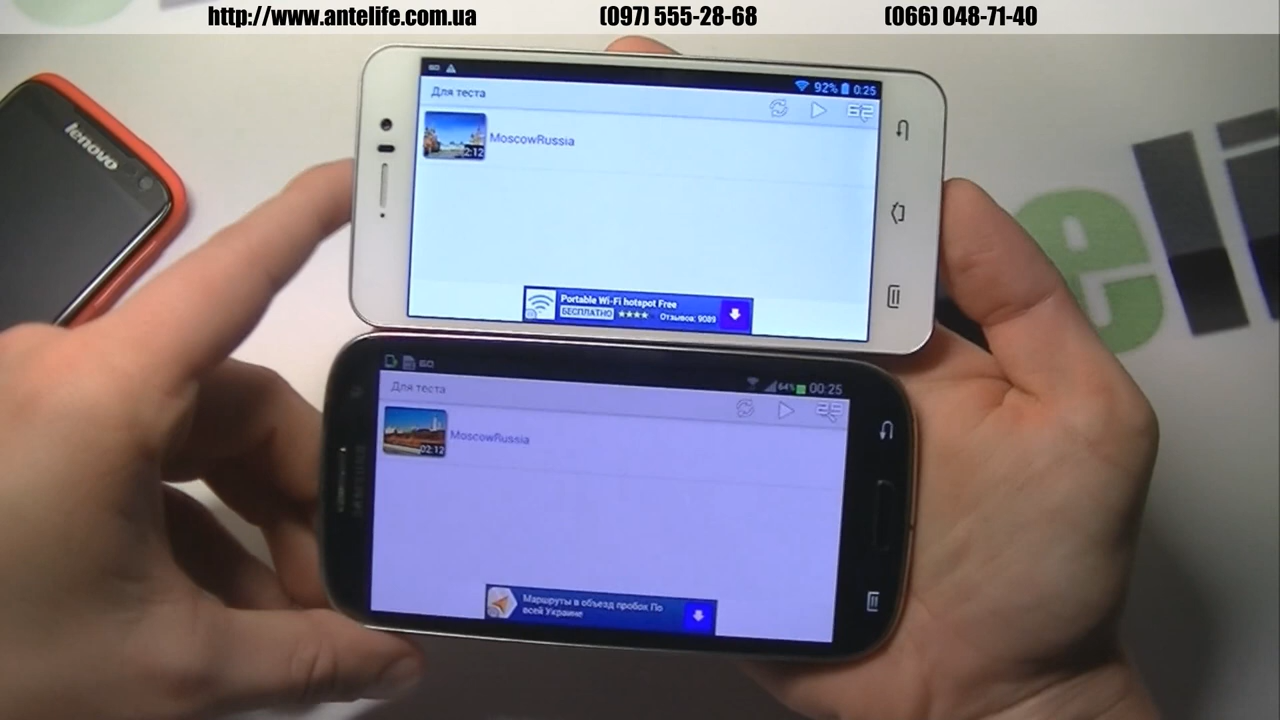 http://www.antelife.com.ua (097) 555-28-68 (066) 048-71-40
lenovo
92% 0:25
Для теста
2:12
MoscowRussia
Portable Wi-Fi hotspot Free
БЕСПЛАТНО ★★★★ Отзывов: 9089
eli
64% 00:25
Для теста
02:12
MoscowRussia
SAMSUNG
Маршруты в объезд пробок По
всей Украине